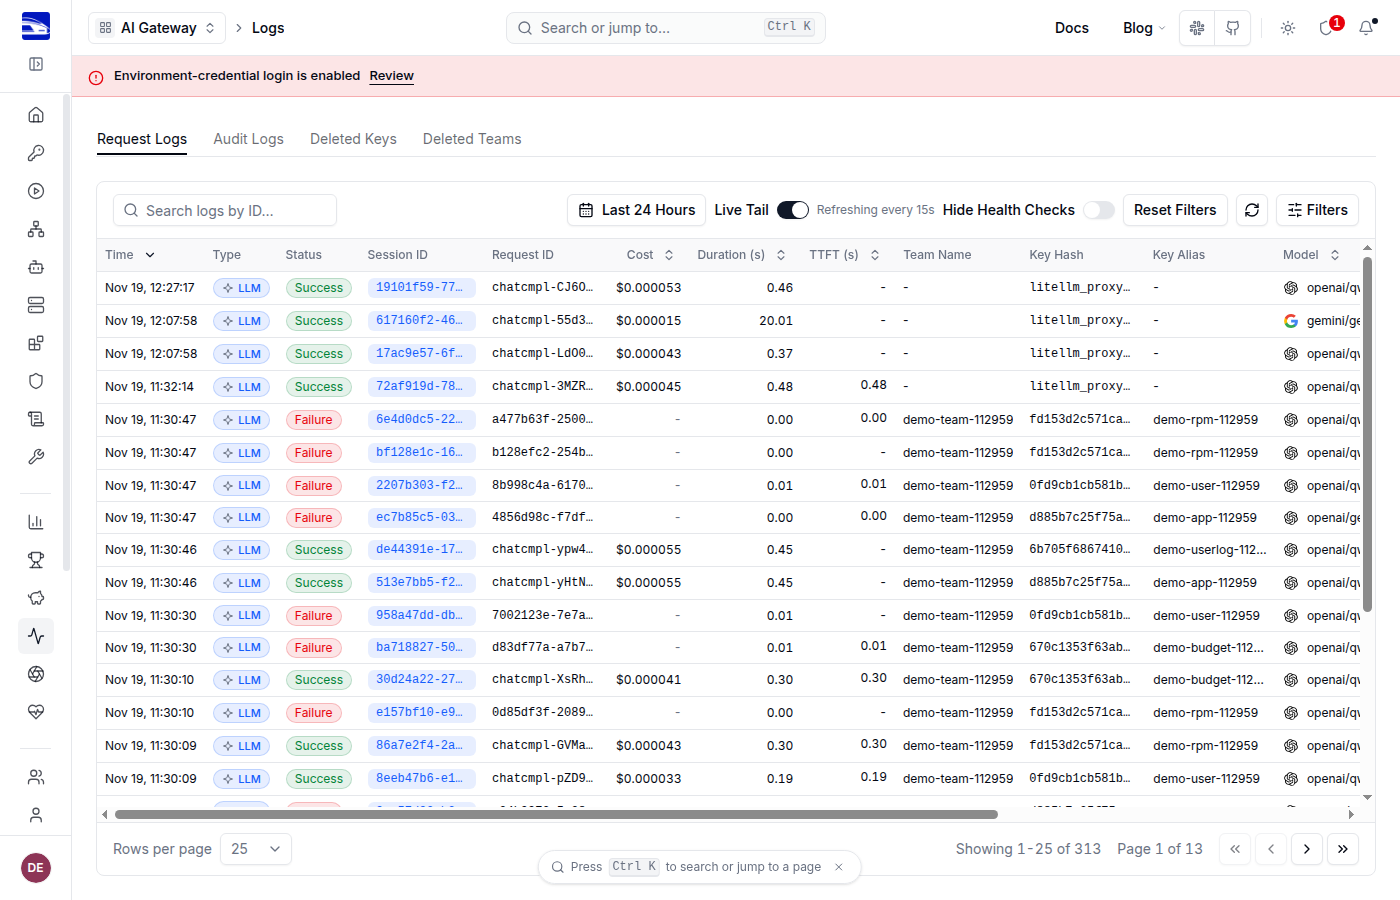 AI Gateway
Logs
Search or jump to...
Ctrl K
Docs
Blog
1
Environment-credential login is enabled Review
Request Logs
Audit Logs
Deleted Keys
Deleted Teams
Search logs by ID...
Last 24 Hours
Live Tail
Refreshing every 15s
Hide Health Checks
Reset Filters
Filters
Time Type Status Session ID Request ID Cost Duration (s) TTFT (s) Team Name Key Hash Key Alias Model
Nov 19, 12:27:17 LLM Success 19101f59-77… chatcmpl-CJ6O… $0.000053 0.46 - - litellm_proxy… - openai/qw
Nov 19, 12:07:58 LLM Success 617160f2-46… chatcmpl-55d3… $0.000015 20.01 - - litellm_proxy… - gemini/ge
Nov 19, 12:07:58 LLM Success 17ac9e57-6f… chatcmpl-LdO0… $0.000043 0.37 - - litellm_proxy… - openai/qw
Nov 19, 11:32:14 LLM Success 72af919d-78… chatcmpl-3MZR… $0.000045 0.48 0.48 - litellm_proxy… - openai/qw
Nov 19, 11:30:47 LLM Failure 6e4d0dc5-22… a477b63f-2500… - 0.00 0.00 demo-team-112959 fd153d2c571ca… demo-rpm-112959 openai/qw
Nov 19, 11:30:47 LLM Failure bf128e1c-16… b128efc2-254b… - 0.00 - demo-team-112959 fd153d2c571ca… demo-rpm-112959 openai/qw
Nov 19, 11:30:47 LLM Failure 2207b303-f2… 8b998c4a-6170… - 0.01 0.01 demo-team-112959 0fd9cb1cb581b… demo-user-112959 openai/qw
Nov 19, 11:30:47 LLM Failure ec7b85c5-03… 4856d98c-f7df… - 0.00 0.00 demo-team-112959 d885b7c25f75a… demo-app-112959 openai/ge
Nov 19, 11:30:46 LLM Success de44391e-17… chatcmpl-ypw4… $0.000055 0.45 - demo-team-112959 6b705f6867410… demo-userlog-112... openai/qw
Nov 19, 11:30:46 LLM Success 513e7bb5-f2… chatcmpl-yHtN… $0.000055 0.45 - demo-team-112959 d885b7c25f75a… demo-app-112959 openai/qw
Nov 19, 11:30:30 LLM Failure 958a47dd-db… 7002123e-7e7a… - 0.01 - demo-team-112959 0fd9cb1cb581b… demo-user-112959 openai/qw
Nov 19, 11:30:30 LLM Failure ba718827-50… d83df77a-a7b7… - 0.01 0.01 demo-team-112959 670c1353f63ab… demo-budget-112... openai/qw
Nov 19, 11:30:10 LLM Success 30d24a22-27… chatcmpl-XsRh… $0.000041 0.30 0.30 demo-team-112959 670c1353f63ab… demo-budget-112... openai/qw
Nov 19, 11:30:10 LLM Failure e157bf10-e9… 0d85df3f-2089… - 0.00 - demo-team-112959 fd153d2c571ca… demo-rpm-112959 openai/qw
Nov 19, 11:30:09 LLM Success 86a7e2f4-2a… chatcmpl-GVMa… $0.000043 0.30 0.30 demo-team-112959 fd153d2c571ca… demo-rpm-112959 openai/qw
Nov 19, 11:30:09 LLM Success 8eeb47b6-e1… chatcmpl-pZD9… $0.000033 0.19 0.19 demo-team-112959 0fd9cb1cb581b… demo-user-112959 openai/qw
Rows per page 25
Showing 1-25 of 313
Page 1 of 13
Press Ctrl K to search or jump to a page
DE